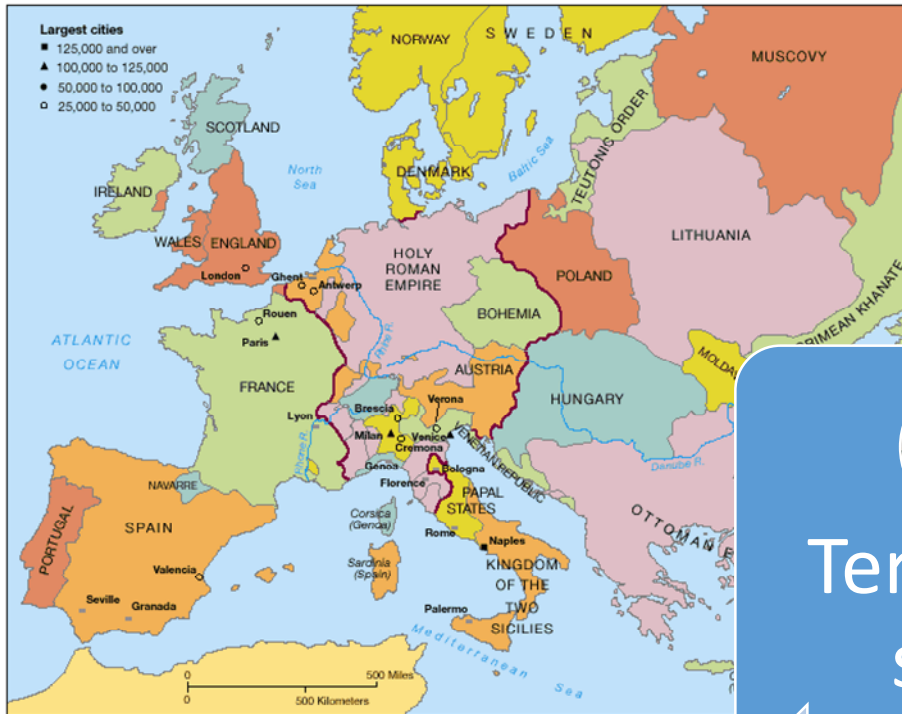 Largest cities
125,000 and over
100,000 to 125,000
50,000 to 100,000
25,000 to 50,000
NORWAY
SWEDEN
MUSCOVY
SCOTLAND
North
Sea
DENMARK
Baltic Sea
TEUTONIC ORDER
IRELAND
WALES
ENGLAND
London
LITHUANIA
HOLY
ROMAN
EMPIRE
POLAND
Ghent
Antwerp
Rhine R.
BOHEMIA
ATLANTIC
OCEAN
Rouen
Paris
CRIMEAN KHANATE
FRANCE
AUSTRIA
HUNGARY
MOLDAV
Lyon
Rhone R.
Brescia
Verona
Milan
Venice
Cremona
VENETIAN REPUBLIC
Genoa
Bologna
Danube R.
Florence
PAPAL
STATES
NAVARRE
Corsica
(Genoa)
OTTOMAN E
PORTUGAL
SPAIN
Rome
Naples
Sardinia
(Spain)
KINGDOM
OF THE
TWO
SICILIES
Valencia
Seville
Granada
Palermo
Mediterranean Sea
0 500 Miles
0 500 Kilometers
(
Ter
s